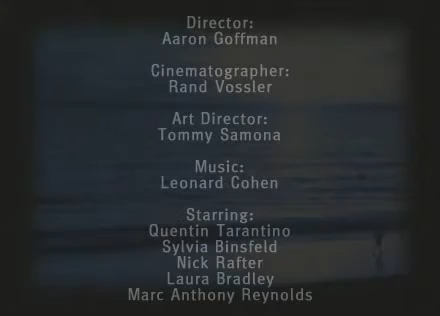 Director:
Aaron Goffman
Cinematographer:
Rand Vossler
Art Director:
Tommy Samona
Music:
Leonard Cohen
Starring:
Quentin Tarantino
Sylvia Binsfeld
Nick Rafter
Laura Bradley
Marc Anthony Reynolds